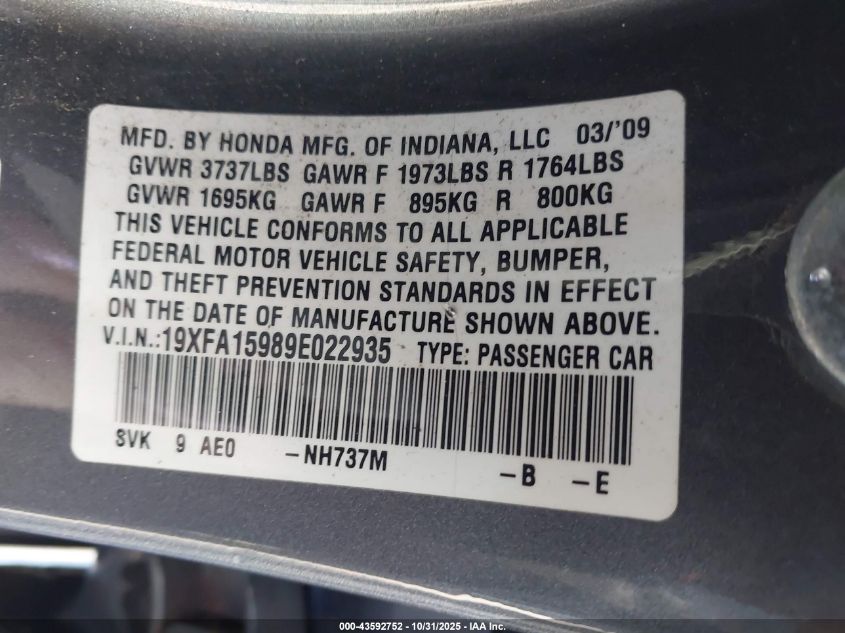 MFD. BY HONDA MFG. OF INDIANA, LLC 03/'09
GVWR 3737LBS GAWR F 1973LBS R 1764LBS
GVWR 1695KG GAWR F 895KG R 800KG
THIS VEHICLE CONFORMS TO ALL APPLICABLE
FEDERAL MOTOR VEHICLE SAFETY, BUMPER,
AND THEFT PREVENTION STANDARDS IN EFFECT
ON THE DATE OF MANUFACTURE SHOWN ABOVE.
V.I.N.:19XFA15989E022935 TYPE: PASSENGER CAR
SVK 9 AE0 -NH737M -B -E
000-43592752 - 10/31/2025 - IAA Inc.